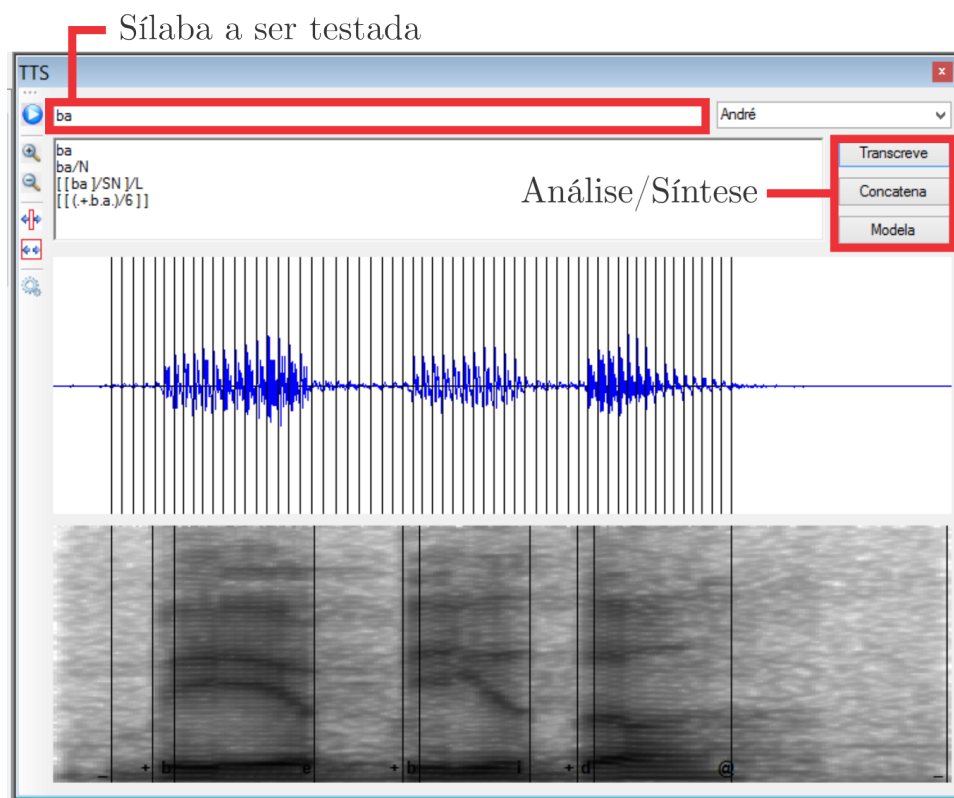 Sílaba a ser testada
TTS
x
ba
André
ba
ba/N
[ [ ba ]/SN ]/L
[ [ (.+.b.a.)/6 ] ]
Análise/Síntese
Transcreve
Concatena
Modela
_ + b e + b i + d @ _